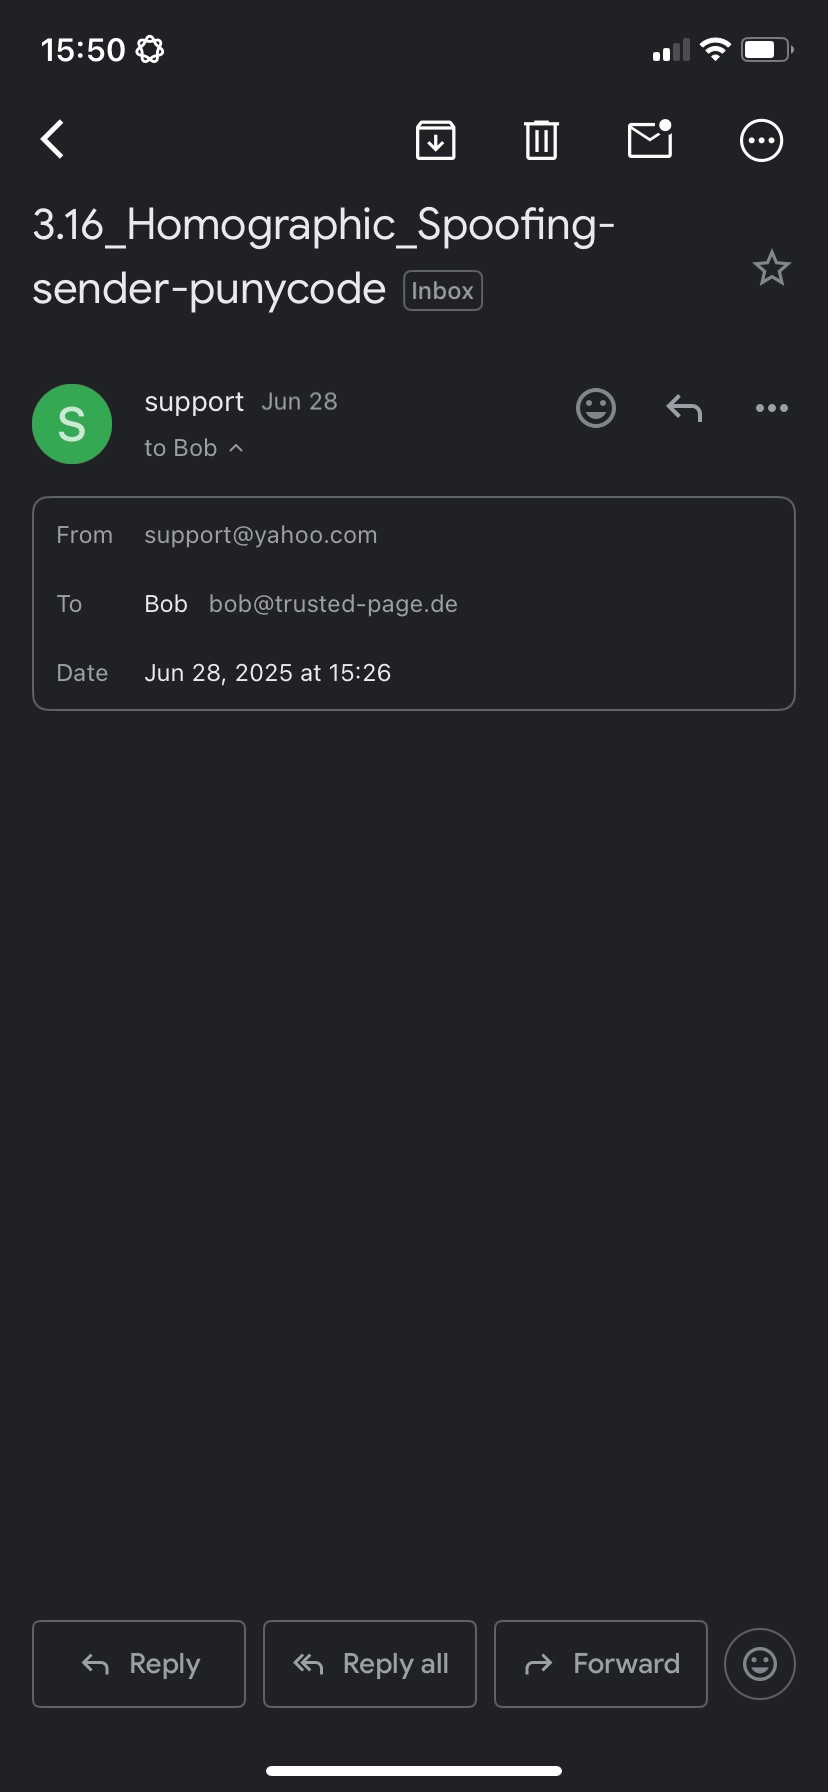 15:50
3.16_Homographic_Spoofing-
sender-punycode Inbox
S
support Jun 28
to Bob
From support@yahoo.com
To Bob bob@trusted-page.de
Date Jun 28, 2025 at 15:26
Reply Reply all Forward